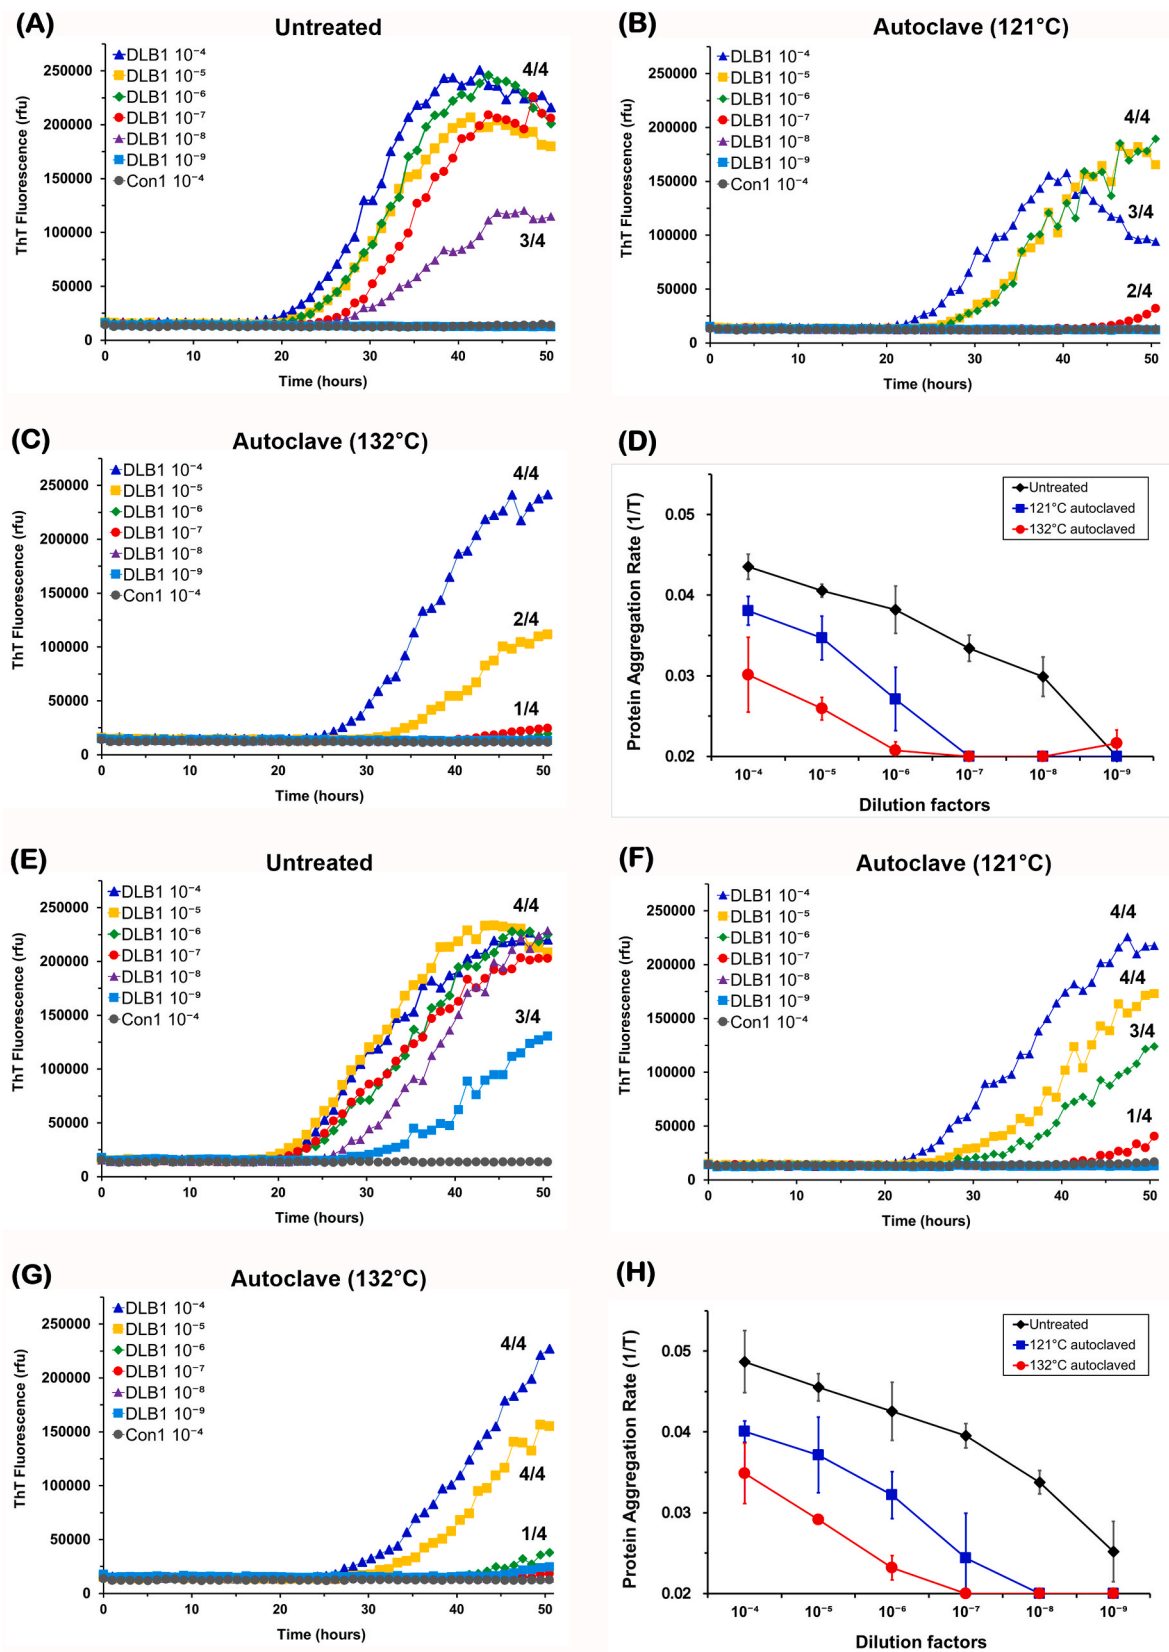 (A)
Untreated
DLB1 10⁻⁴
DLB1 10⁻⁵
DLB1 10⁻⁶
DLB1 10⁻⁷
DLB1 10⁻⁸
DLB1 10⁻⁹
Con1 10⁻⁴
4/4
3/4
ThT Fluorescence (rfu)
250000
200000
150000
100000
50000
0
0 10 20 30 40 50
Time (hours)
(B)
Autoclave (121°C)
DLB1 10⁻⁴
DLB1 10⁻⁵
DLB1 10⁻⁶
DLB1 10⁻⁷
DLB1 10⁻⁸
DLB1 10⁻⁹
Con1 10⁻⁴
4/4
3/4
2/4
ThT Fluorescence (rfu)
250000
200000
150000
100000
50000
0
0 10 20 30 40 50
Time (hours)
(C)
Autoclave (132°C)
DLB1 10⁻⁴
DLB1 10⁻⁵
DLB1 10⁻⁶
DLB1 10⁻⁷
DLB1 10⁻⁸
DLB1 10⁻⁹
Con1 10⁻⁴
4/4
2/4
1/4
ThT Fluorescence (rfu)
250000
200000
150000
100000
50000
0
0 10 20 30 40 50
Time (hours)
(D)
Untreated
121°C autoclaved
132°C autoclaved
Protein Aggregation Rate (1/T)
0.05
0.04
0.03
0.02
10⁻⁴ 10⁻⁵ 10⁻⁶ 10⁻⁷ 10⁻⁸ 10⁻⁹
Dilution factors
(E)
Untreated
DLB1 10⁻⁴
DLB1 10⁻⁵
DLB1 10⁻⁶
DLB1 10⁻⁷
DLB1 10⁻⁸
DLB1 10⁻⁹
Con1 10⁻⁴
4/4
3/4
ThT Fluorescence (rfu)
250000
200000
150000
100000
50000
0
0 10 20 30 40 50
Time (hours)
(F)
Autoclave (121°C)
DLB1 10⁻⁴
DLB1 10⁻⁵
DLB1 10⁻⁶
DLB1 10⁻⁷
DLB1 10⁻⁸
DLB1 10⁻⁹
Con1 10⁻⁴
4/4
4/4
3/4
1/4
ThT Fluorescence (rfu)
250000
200000
150000
100000
50000
0
0 10 20 30 40 50
Time (hours)
(G)
Autoclave (132°C)
DLB1 10⁻⁴
DLB1 10⁻⁵
DLB1 10⁻⁶
DLB1 10⁻⁷
DLB1 10⁻⁸
DLB1 10⁻⁹
Con1 10⁻⁴
4/4
4/4
1/4
ThT Fluorescence (rfu)
250000
200000
150000
100000
50000
0
0 10 20 30 40 50
Time (hours)
(H)
Untreated
121°C autoclaved
132°C autoclaved
Protein Aggregation Rate (1/T)
0.05
0.04
0.03
0.02
10⁻⁴ 10⁻⁵ 10⁻⁶ 10⁻⁷ 10⁻⁸ 10⁻⁹
Dilution factors